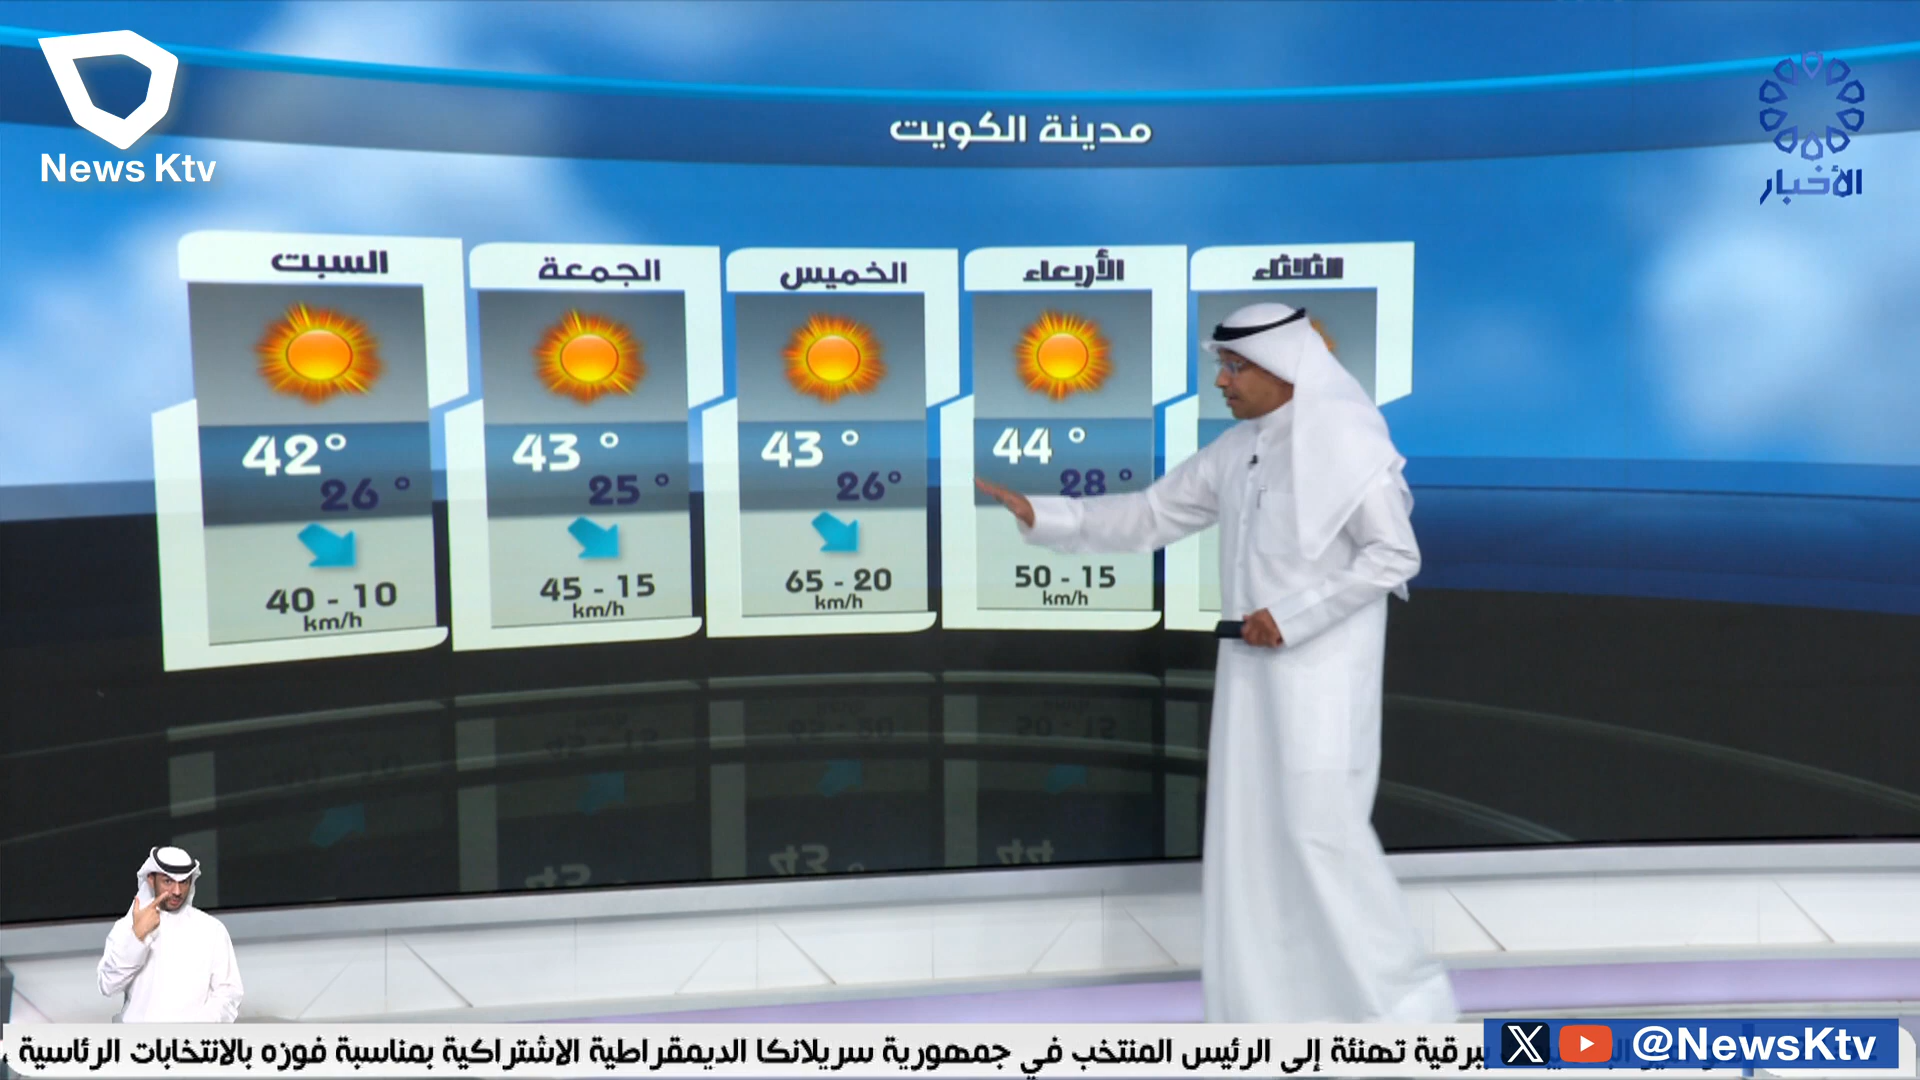 News Ktv
الأخبار
مدينة الكويت
الثلاثاء
الأربعاء
44 °
28 °
50 - 15
km/h
الخميس
43 °
26°
65 - 20
km/h
الجمعة
43 °
25 °
45 - 15
km/h
السبت
42°
26 °
40 - 10
km/h
ببرقية تهنئة إلى الرئيس المنتخب في جمهورية سريلانكا الديمقراطية الاشتراكية بمناسبة فوزه بالانتخابات الرئاسية
@NewsKtv